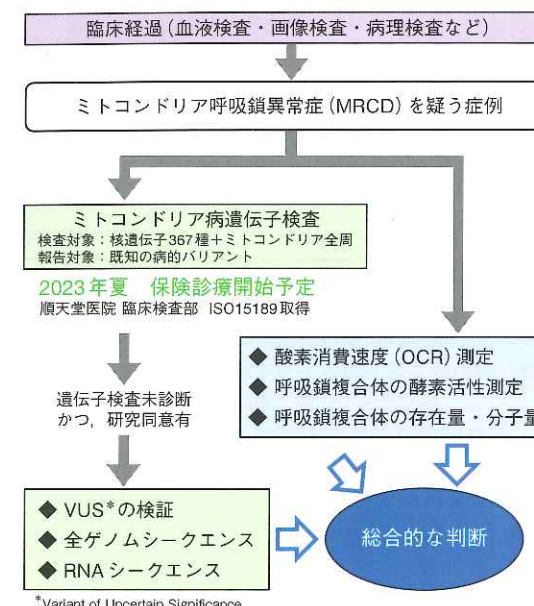 臨床経過（血液検査・画像検査・病理検査など）
ミトコンドリア呼吸鎖異常症（MRCD）を疑う症例
ミトコンドリア病遺伝子検査
検査対象：核遺伝子367種＋ミトコンドリア全周
報告対象：既知の病的バリアント
2023年夏　保険診療開始予定
順天堂医院 臨床検査部 ISO15189取得
◆ 酸素消費速度（OCR）測定
◆ 呼吸鎖複合体の酵素活性測定
◆ 呼吸鎖複合体の存在量・分子量
遺伝子検査未診断
かつ，研究同意有
◆ VUS*の検証
◆ 全ゲノムシークエンス
◆ RNAシークエンス
総合的な判断
*Variant of Uncertain Significance